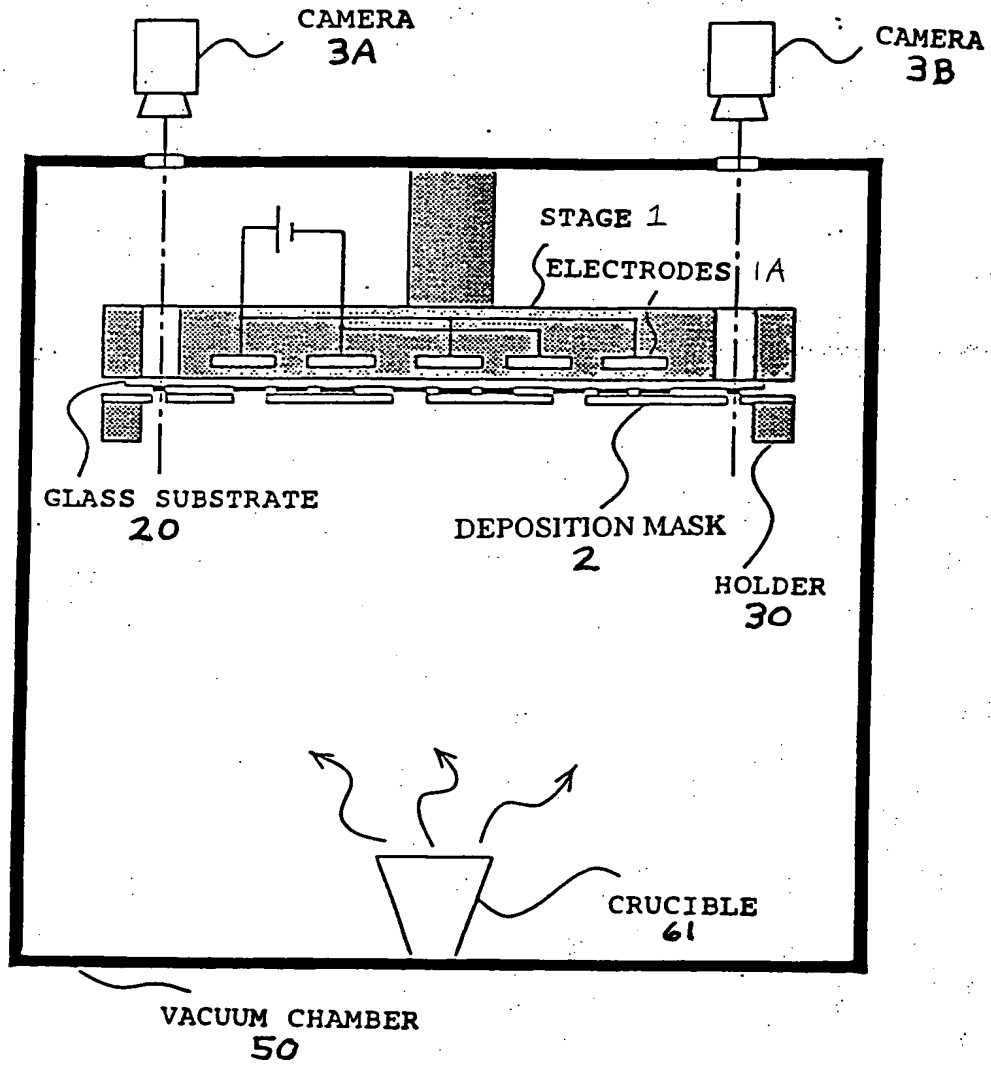 CAMERA
3A
CAMERA
3B
STAGE 1
ELECTRODES 1A
GLASS SUBSTRATE
20
DEPOSITION MASK
2
HOLDER
30
CRUCIBLE
61
VACUUM CHAMBER
50